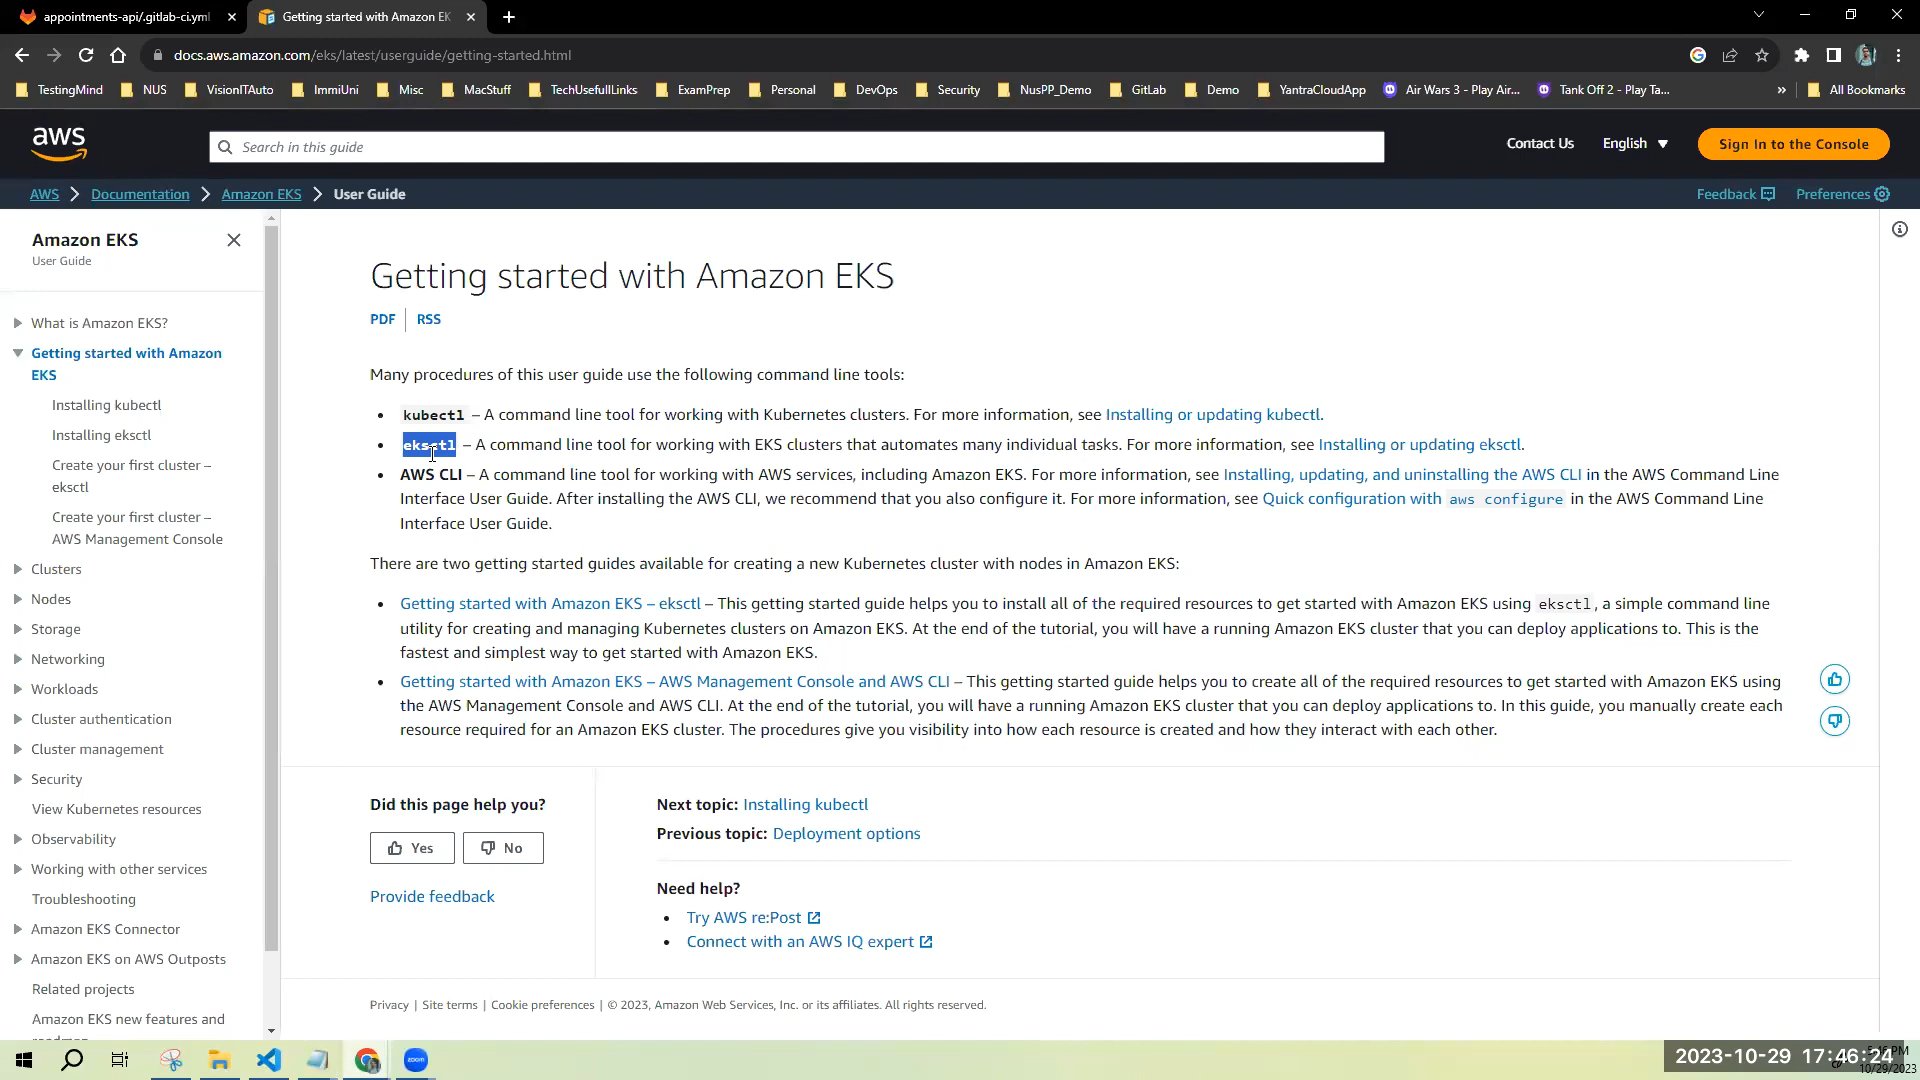 appointments-api/.gitlab-ci.yml
Getting started with Amazon EK
docs.aws.amazon.com/eks/latest/userguide/getting-started.html
TestingMind
NUS
VisionITAuto
ImmiUni
Misc
MacStuff
TechUsefullLinks
ExamPrep
Personal
DevOps
Security
NusPP_Demo
GitLab
Demo
YantraCloudApp
Air Wars 3 - Play Air...
Tank Off 2 - Play Ta...
»
All Bookmarks
aws
Search in this guide
Contact Us
English
Sign In to the Console
AWS
Documentation
Amazon EKS
User Guide
Feedback
Preferences
Amazon EKS
User Guide
What is Amazon EKS?
Getting started with Amazon
EKS
Installing kubectl
Installing eksctl
Create your first cluster –
eksctl
Create your first cluster –
AWS Management Console
Clusters
Nodes
Storage
Networking
Workloads
Cluster authentication
Cluster management
Security
View Kubernetes resources
Observability
Working with other services
Troubleshooting
Amazon EKS Connector
Amazon EKS on AWS Outposts
Related projects
Amazon EKS new features and
Getting started with Amazon EKS
PDF | RSS
Many procedures of this user guide use the following command line tools:
• kubectl – A command line tool for working with Kubernetes clusters. For more information, see Installing or updating kubectl.
• eksctl – A command line tool for working with EKS clusters that automates many individual tasks. For more information, see Installing or updating eksctl.
• AWS CLI – A command line tool for working with AWS services, including Amazon EKS. For more information, see Installing, updating, and uninstalling the AWS CLI in the AWS Command Line
Interface User Guide. After installing the AWS CLI, we recommend that you also configure it. For more information, see Quick configuration with aws configure in the AWS Command Line
Interface User Guide.
There are two getting started guides available for creating a new Kubernetes cluster with nodes in Amazon EKS:
• Getting started with Amazon EKS – eksctl – This getting started guide helps you to install all of the required resources to get started with Amazon EKS using eksctl, a simple command line
utility for creating and managing Kubernetes clusters on Amazon EKS. At the end of the tutorial, you will have a running Amazon EKS cluster that you can deploy applications to. This is the
fastest and simplest way to get started with Amazon EKS.
• Getting started with Amazon EKS – AWS Management Console and AWS CLI – This getting started guide helps you to create all of the required resources to get started with Amazon EKS using
the AWS Management Console and AWS CLI. At the end of the tutorial, you will have a running Amazon EKS cluster that you can deploy applications to. In this guide, you manually create each
resource required for an Amazon EKS cluster. The procedures give you visibility into how each resource is created and how they interact with each other.
Did this page help you?
Yes
No
Provide feedback
Next topic: Installing kubectl
Previous topic: Deployment options
Need help?
• Try AWS re:Post
• Connect with an AWS IQ expert
Privacy | Site terms | Cookie preferences | © 2023, Amazon Web Services, Inc. or its affiliates. All rights reserved.
zoom
2023-10-29 17:46:24
10/29/2023